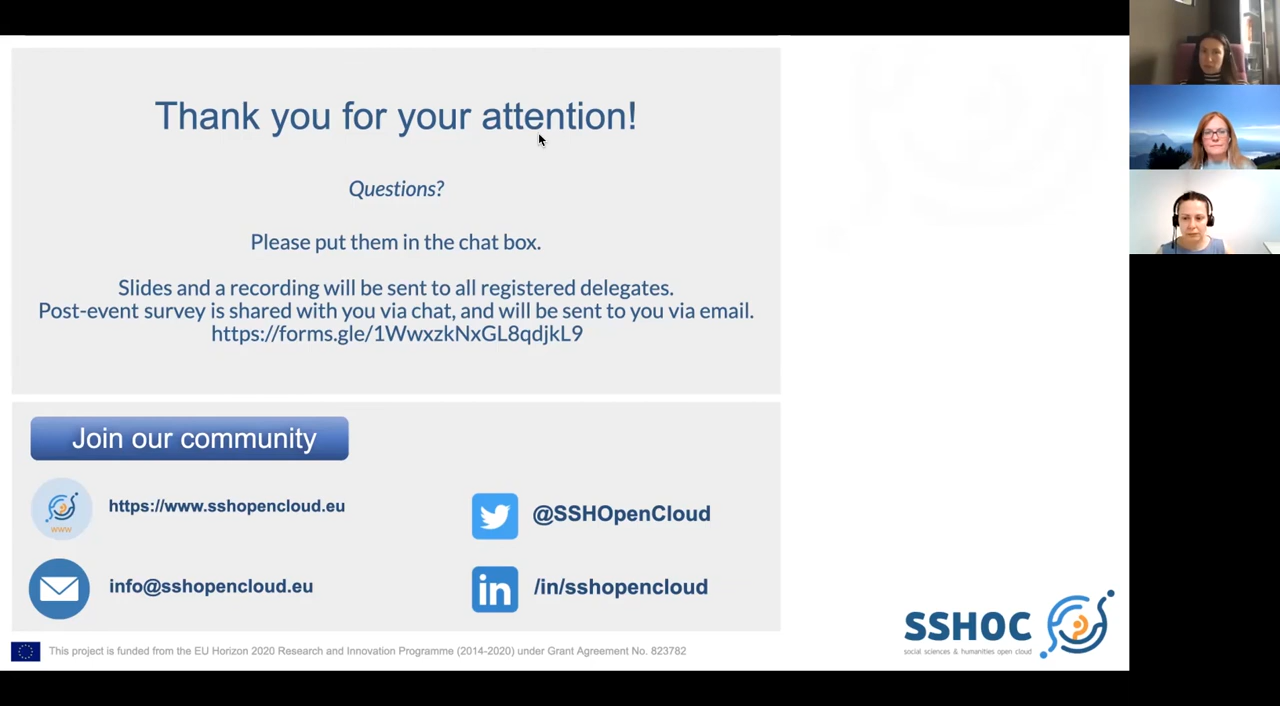 Thank you for your attention!
Questions?
Please put them in the chat box.
Slides and a recording will be sent to all registered delegates.
Post-event survey is shared with you via chat, and will be sent to you via email.
https://forms.gle/1WwxzkNxGL8qdjkL9
Join our community
www
https://www.sshopencloud.eu
@SSHOpenCloud
info@sshopencloud.eu
in
/in/sshopencloud
SSHOC
social sciences & humanities open cloud
This project is funded from the EU Horizon 2020 Research and Innovation Programme (2014-2020) under Grant Agreement No. 823782